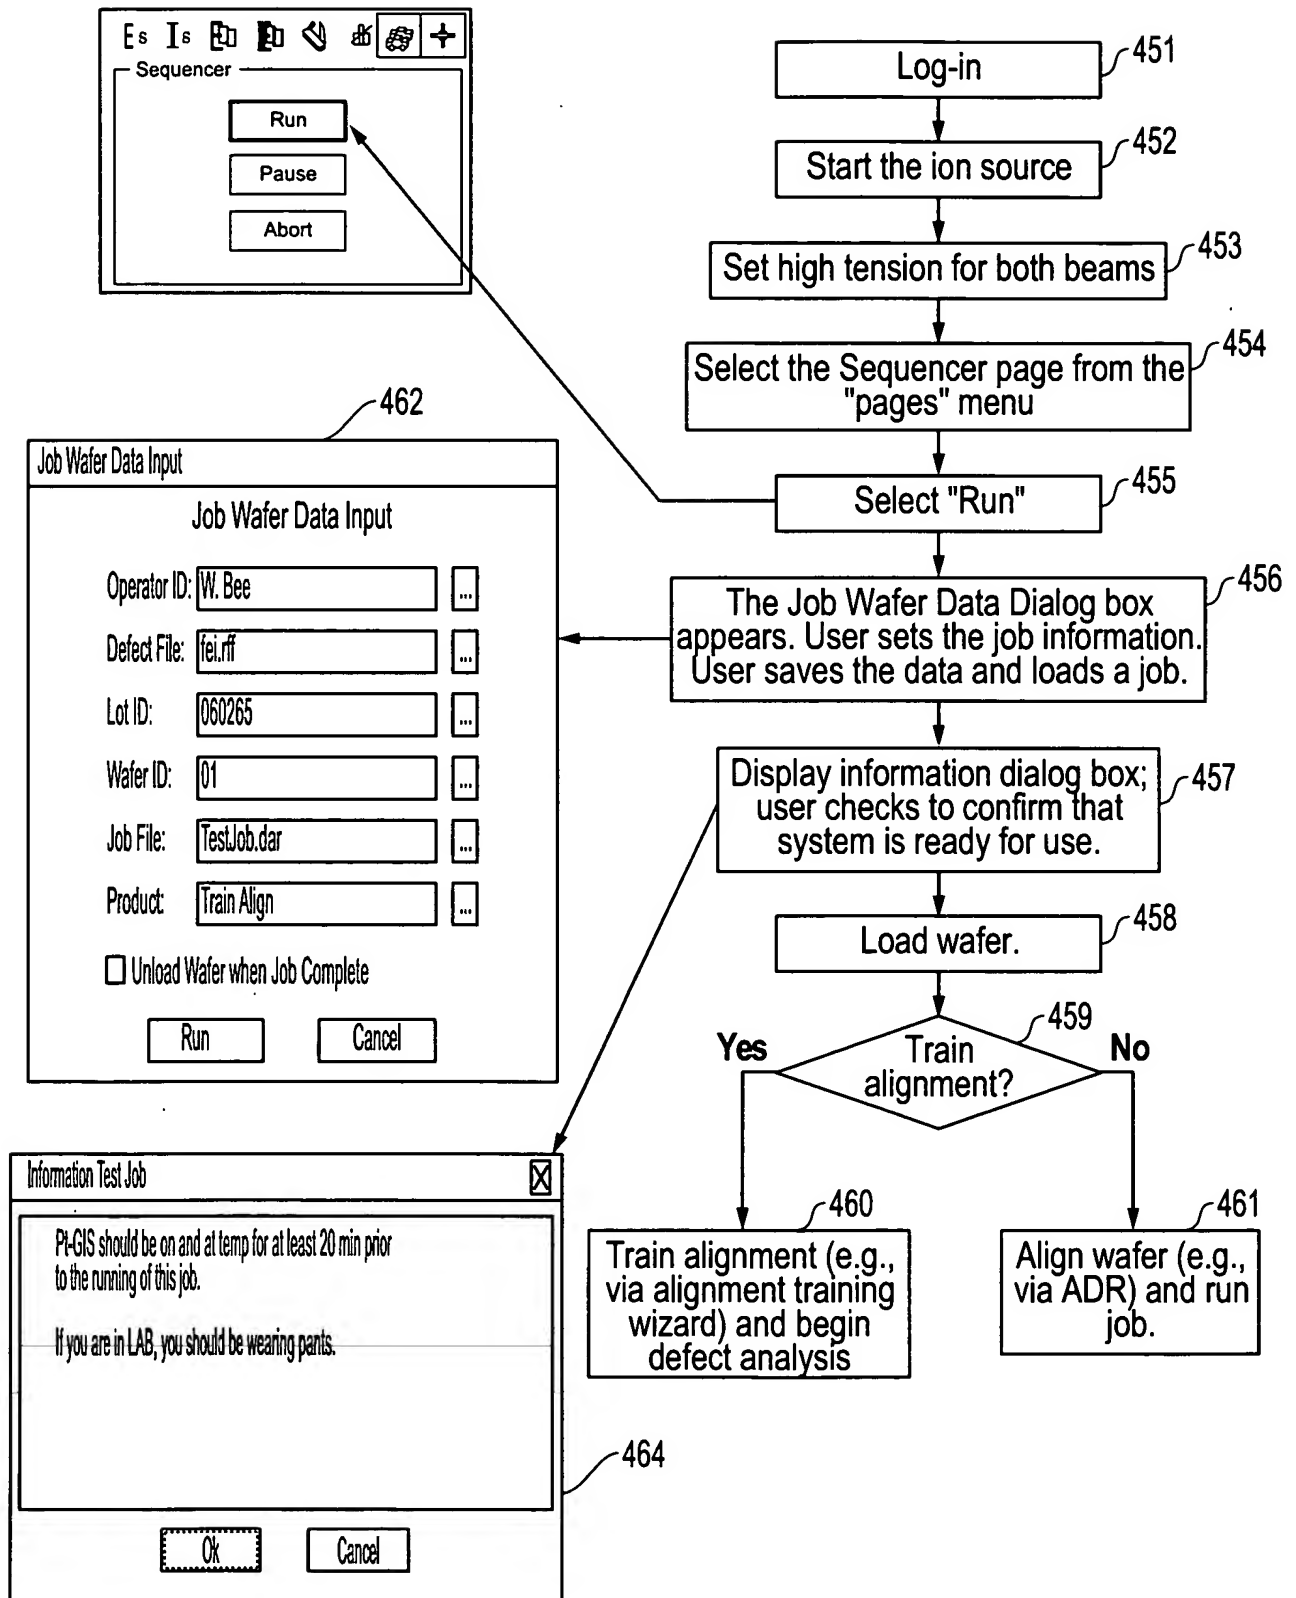 Es Is
Sequencer
Run
Pause
Abort
Log-in
451
Start the ion source
452
Set high tension for both beams
453
Select the Sequencer page from the
"pages" menu
454
Select "Run"
455
The Job Wafer Data Dialog box
appears. User sets the job information.
User saves the data and loads a job.
456
Display information dialog box;
user checks to confirm that
system is ready for use.
457
Load wafer.
458
Train
alignment?
459
Yes
No
Train alignment (e.g.,
via alignment training
wizard) and begin
defect analysis
460
Align wafer (e.g.,
via ADR) and run
job.
461
462
Job Wafer Data Input
Job Wafer Data Input
Operator ID: W. Bee ...
Defect File: fei.rff ...
Lot ID: 060265 ...
Wafer ID: 01 ...
Job File: TestJob.dar ...
Product: Train Align ...
Unload Wafer when Job Complete
Run Cancel
Information Test Job
Pt-GIS should be on and at temp for at least 20 min prior
to the running of this job.
If you are in LAB, you should be wearing pants.
464
Ok Cancel